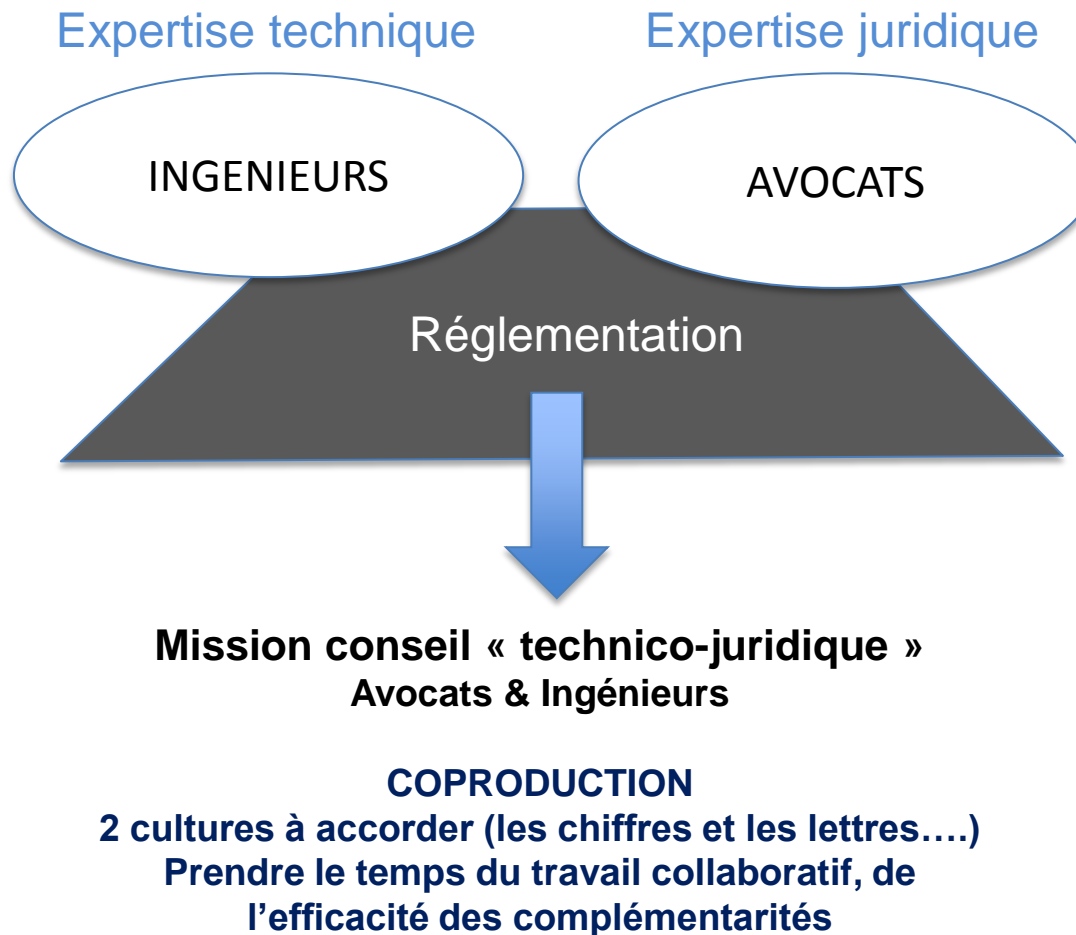 Expertise technique
Expertise juridique
INGENIEURS
AVOCATS
Réglementation
Mission conseil « technico-juridique »
Avocats & Ingénieurs
COPRODUCTION
2 cultures à accorder (les chiffres et les lettres….)
Prendre le temps du travail collaboratif, de
l’efficacité des complémentarités